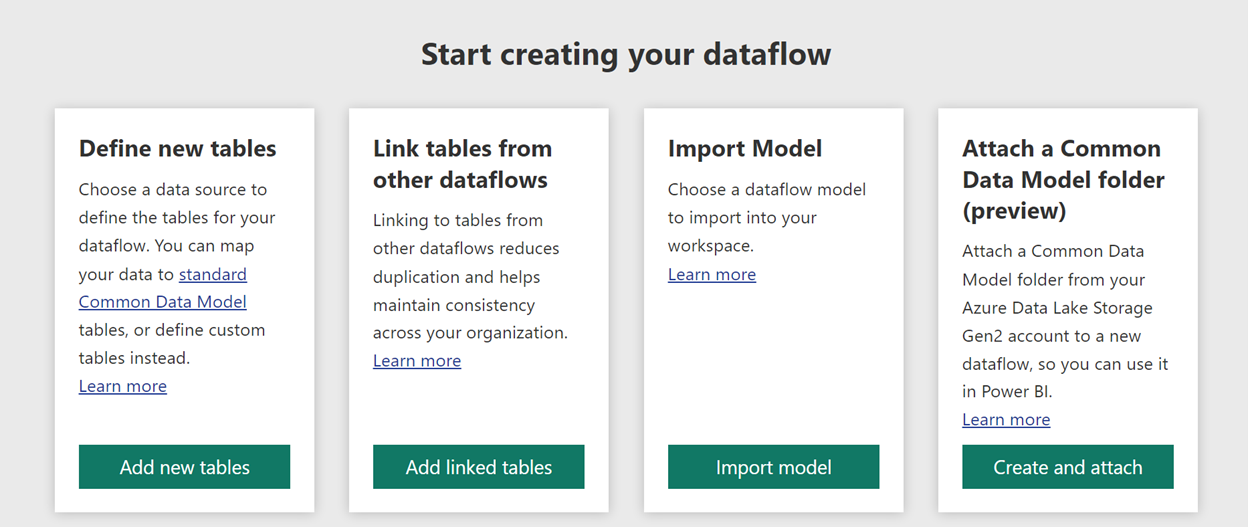 Start creating your dataflow
Define new tables
Choose a data source to
define the tables for your
dataflow. You can map
your data to standard
Common Data Model
tables, or define custom
tables instead.
Learn more
Add new tables
Link tables from
other dataflows
Linking to tables from
other dataflows reduces
duplication and helps
maintain consistency
across your organization.
Learn more
Add linked tables
Import Model
Choose a dataflow model
to import into your
workspace.
Learn more
Import model
Attach a Common
Data Model folder
(preview)
Attach a Common Data
Model folder from your
Azure Data Lake Storage
Gen2 account to a new
dataflow, so you can use it
in Power BI.
Learn more
Create and attach